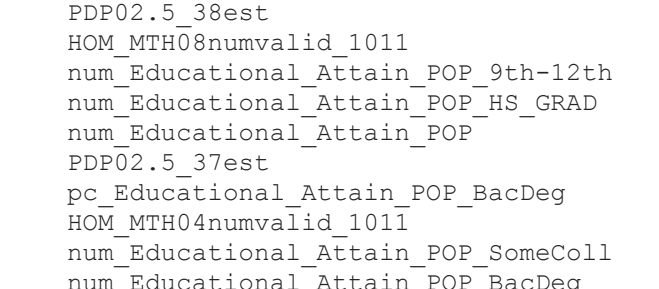 PDP02.5_38est
HOM_MTH08numvalid_1011
num_Educational_Attain_POP_9th-12th
num_Educational_Attain_POP_HS_GRAD
num_Educational_Attain_POP
PDP02.5_37est
pc_Educational_Attain_POP_BacDeg
HOM_MTH04numvalid_1011
num_Educational_Attain_POP_SomeColl
num_Educational_Attain_POP_BacDeg